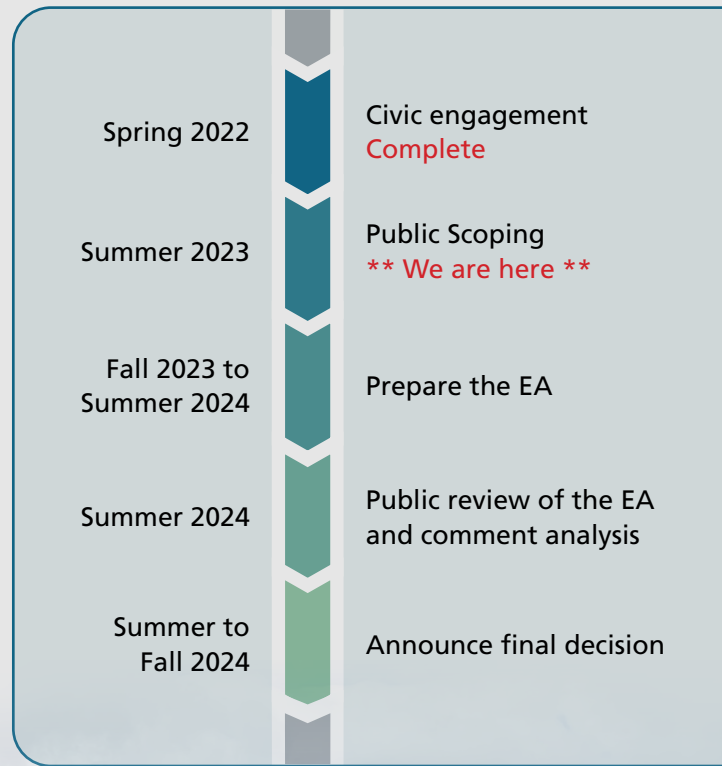 Spring 2022
Civic engagement
Complete
Summer 2023
Public Scoping
** We are here **
Fall 2023 to
Summer 2024
Prepare the EA
Summer 2024
Public review of the EA
and comment analysis
Summer to
Fall 2024
Announce final decision